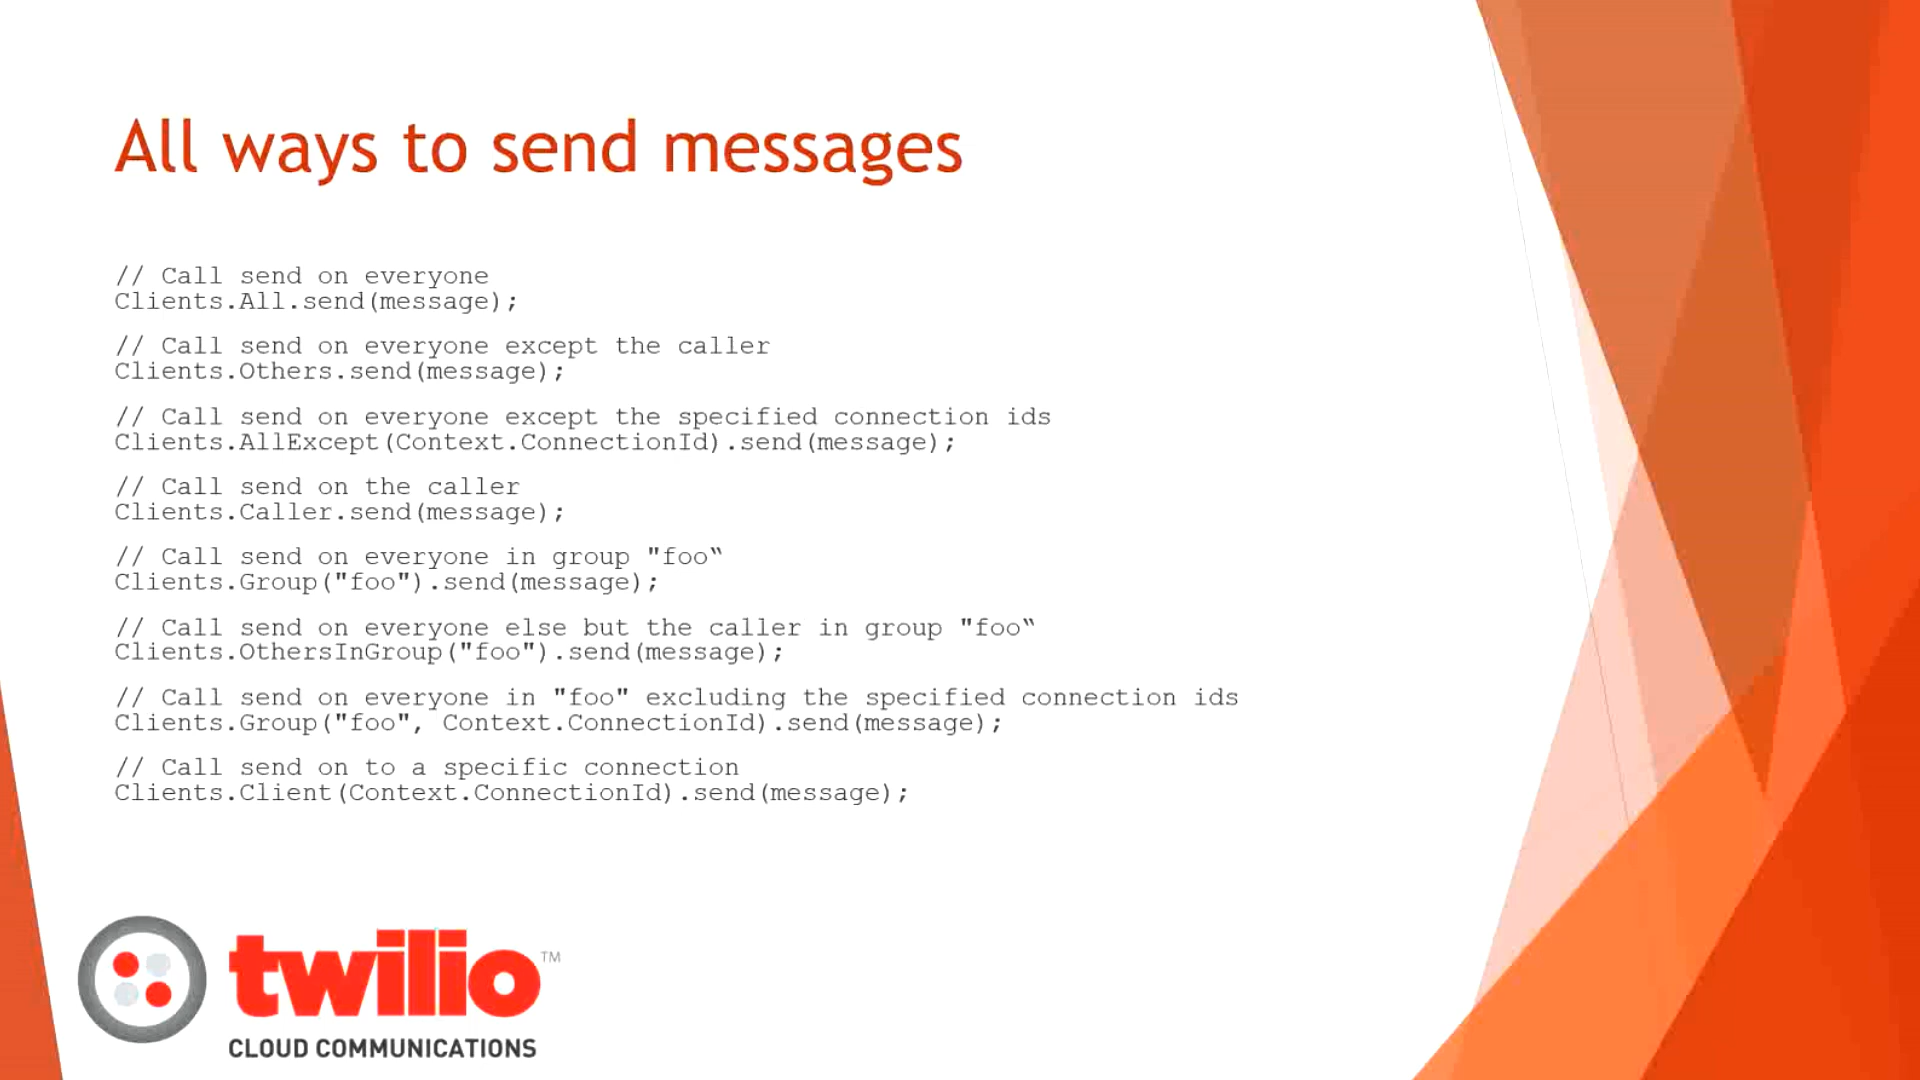 All ways to send messages
// Call send on everyone
Clients.All.send(message);
// Call send on everyone except the caller
Clients.Others.send(message);
// Call send on everyone except the specified connection ids
Clients.AllExcept(Context.ConnectionId).send(message);
// Call send on the caller
Clients.Caller.send(message);
// Call send on everyone in group "foo‟
Clients.Group("foo").send(message);
// Call send on everyone else but the caller in group "foo‟
Clients.OthersInGroup("foo").send(message);
// Call send on everyone in "foo" excluding the specified connection ids
Clients.Group("foo", Context.ConnectionId).send(message);
// Call send on to a specific connection
Clients.Client(Context.ConnectionId).send(message);
twilio™
CLOUD COMMUNICATIONS